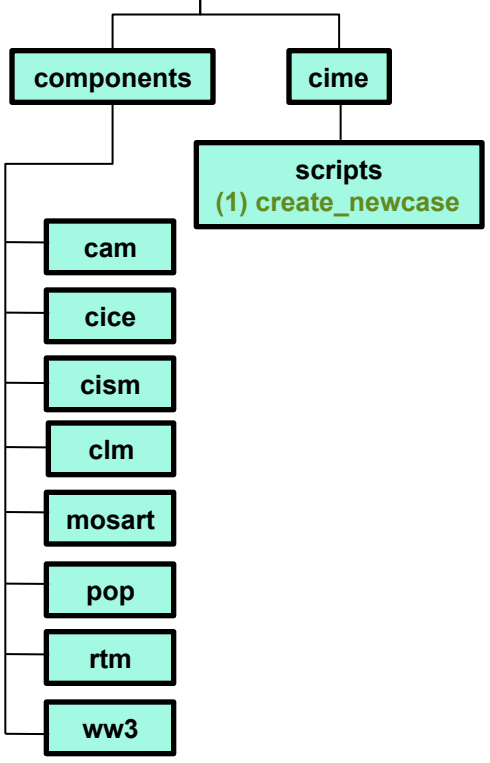 components
cime
scripts
(1) create_newcase
cam
cice
cism
clm
mosart
pop
rtm
ww3